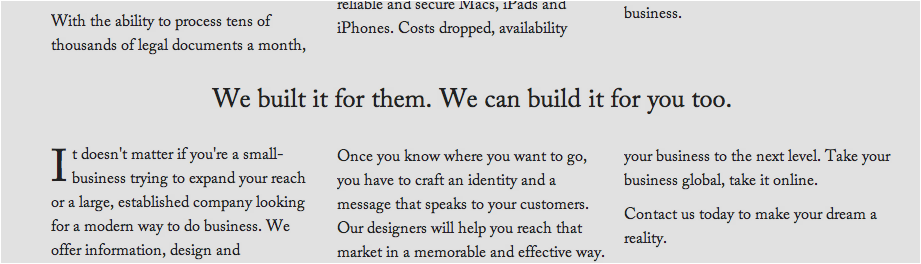 With the ability to process tens of
thousands of legal documents a month,
reliable and secure Macs, iPads and
iPhones. Costs dropped, availability
business.
We built it for them. We can build it for you too.
It doesn't matter if you're a small-
business trying to expand your reach
or a large, established company looking
for a modern way to do business. We
offer information, design and
Once you know where you want to go,
you have to craft an identity and a
message that speaks to your customers.
Our designers will help you reach that
market in a memorable and effective way.
your business to the next level. Take your
business global, take it online.
Contact us today to make your dream a
reality.